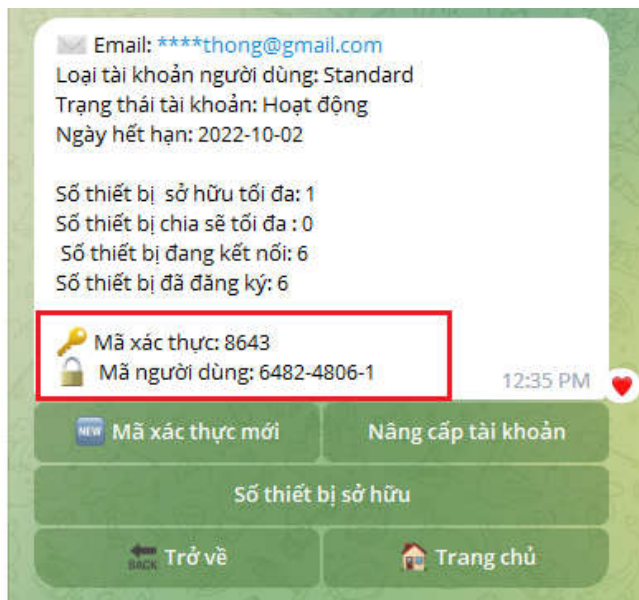 Email: ****thong@gmail.com
Loại tài khoản người dùng: Standard
Trạng thái tài khoản: Hoạt động
Ngày hết hạn: 2022-10-02
Số thiết bị sở hữu tối đa: 1
Số thiết bị chia sẽ tối đa : 0
Số thiết bị đang kết nối: 6
Số thiết bị đã đăng ký: 6
Mã xác thực: 8643
Mã người dùng: 6482-4806-1
12:35 PM
NEW Mã xác thực mới
Nâng cấp tài khoản
Số thiết bị sở hữu
BACK Trở về
Trang chủ